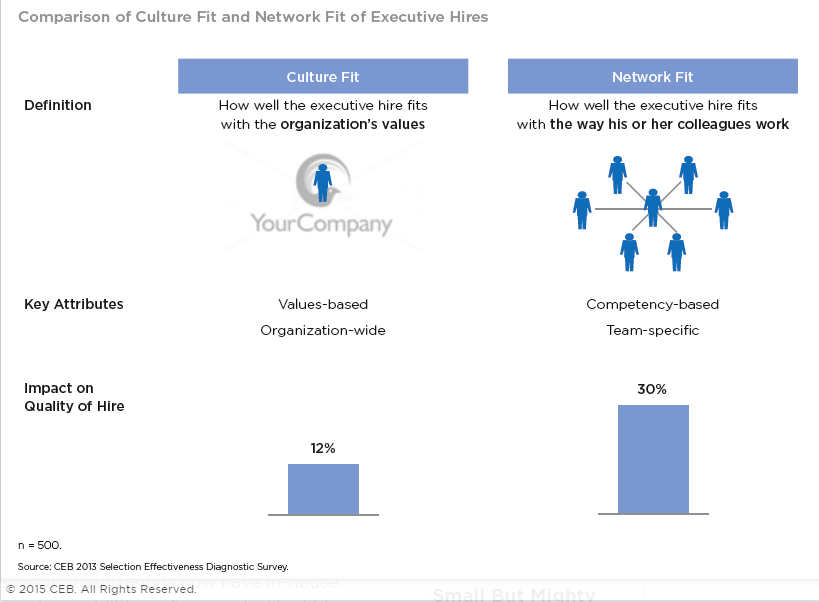 Comparison of Culture Fit and Network Fit of Executive Hires
Culture Fit
Network Fit
Definition
How well the executive hire fits
with the organization's values
How well the executive hire fits
with the way his or her colleagues work
YourCompany
Key Attributes
Values-based
Organization-wide
Competency-based
Team-specific
Impact on
Quality of Hire
12%
30%
n = 500.
Source: CEB 2013 Selection Effectiveness Diagnostic Survey.
© 2015 CEB. All Rights Reserved.
Small But Mighty